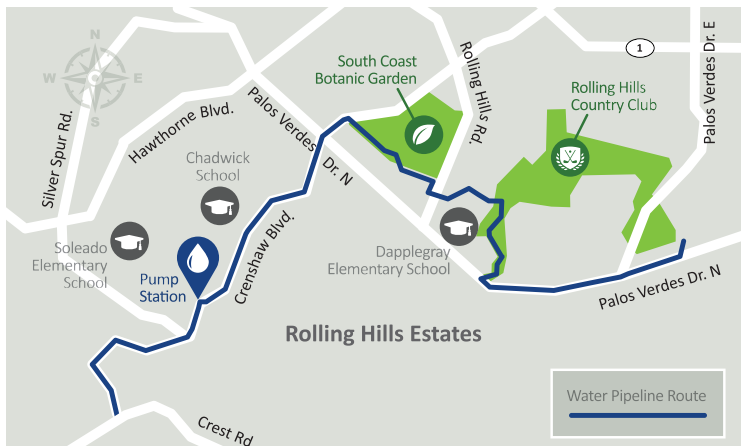 N
W
E
S
Silver Spur Rd.
Hawthorne Blvd.
Palos Verdes Dr. N
South Coast
Botanic Garden
Rolling Hills Rd.
1
Palos Verdes Dr. E
Rolling Hills
Country Club
Chadwick
School
Soleado
Elementary
School
Pump
Station
Crenshaw Blvd.
Dapplegray
Elementary School
Palos Verdes Dr. N
Rolling Hills Estates
Crest Rd
Water Pipeline Route